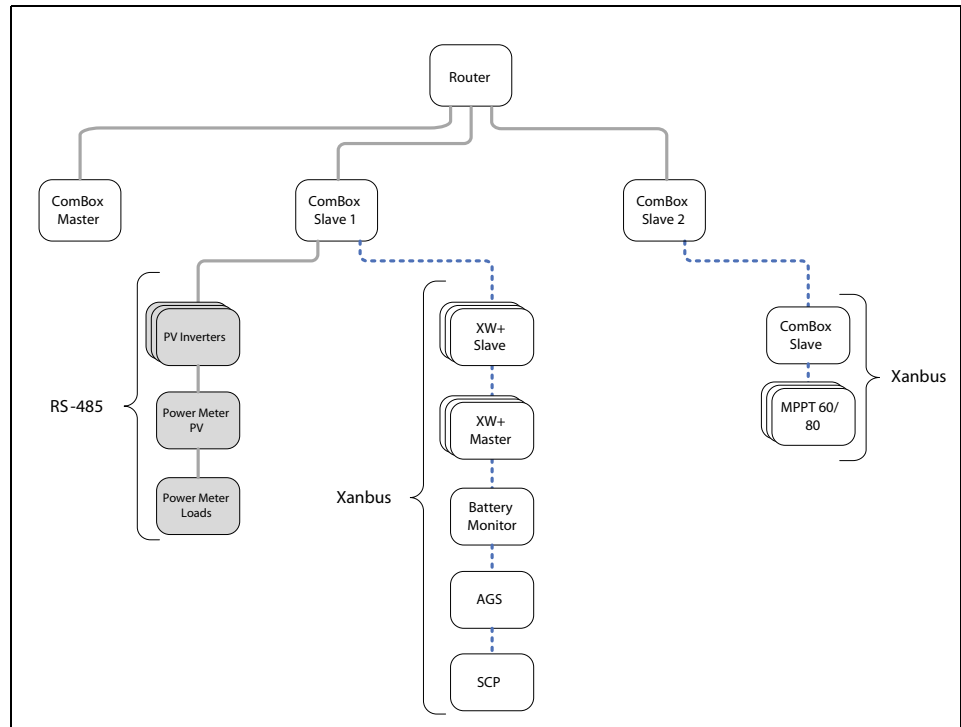 Router
ComBox
Master
ComBox
Slave 1
ComBox
Slave 2
RS-485
PV Inverters
Power Meter
PV
Power Meter
Loads
Xanbus
XW+
Slave
XW+
Master
Battery
Monitor
AGS
SCP
ComBox
Slave
MPPT 60/
80
Xanbus